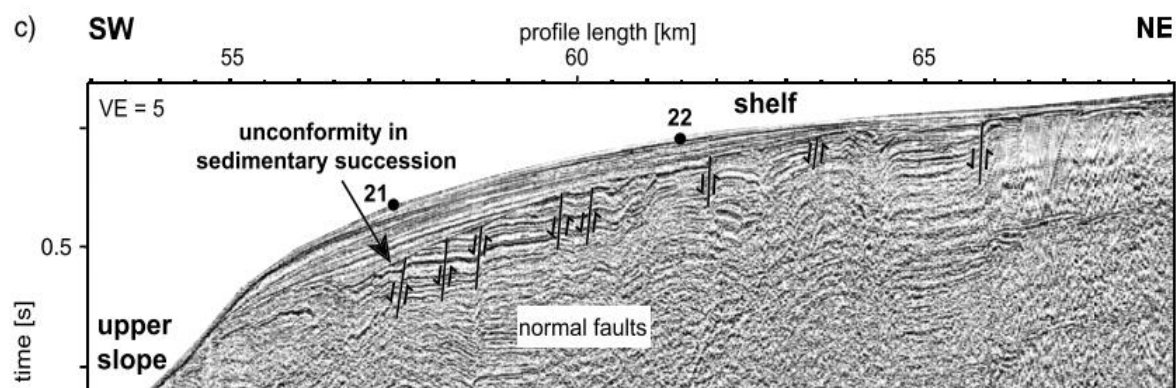 c)
SW
profile length [km]
NE
55
60
65
VE = 5
shelf
22
unconformity in
sedimentary succession
21
0.5
normal faults
time [s]
upper
slope